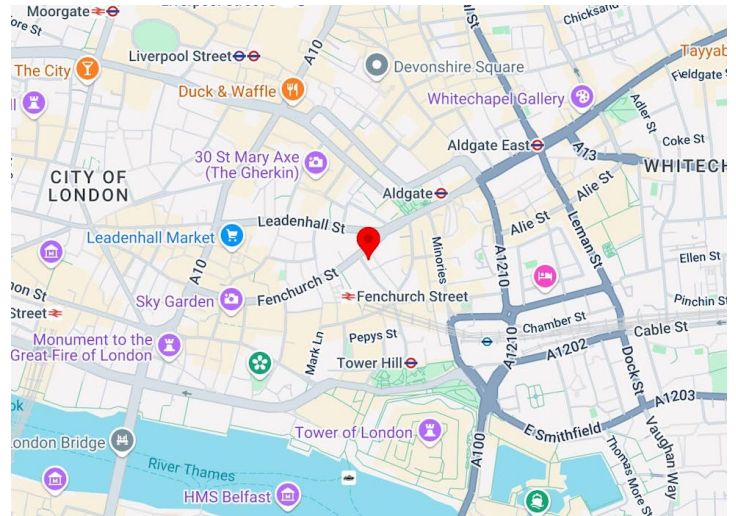 Moorgate
Chicksand
Liverpool Street
A10
Tayyab
The City
Devonshire Square
Fieldgate
Duck & Waffle
Whitechapel Gallery
Adler St
Coke St
Aldgate East
A13
30 St Mary Axe
(The Gherkin)
WHITECH
CITY OF
LONDON
Aldgate
Alie St
Leadenhall St
Alie St
Leman St
Leadenhall Market
Minories
A1210
Ellen St
A10
Fenchurch St
Sky Garden
Fenchurch Street
Pinchin St
non St
Street
Chamber St
Cable St
Monument to the
Great Fire of London
Mark Ln
Pepys St
A1210
A1202
Tower Hill
Dock St
A1203
Tower of London
E Smithfield
A100
London Bridge
Vaughan Way
Thomas More St
River Thames
HMS Belfast